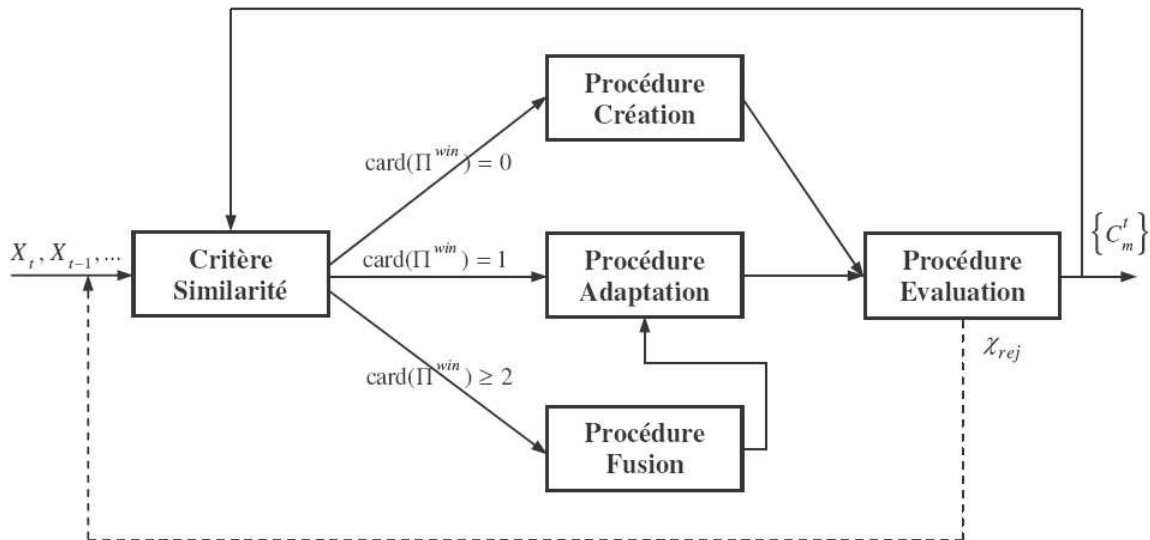 Procédure
Création
card(Π^win) = 0
X_t, X_{t-1}, ...
Critère
Similarité
card(Π^win) = 1
Procédure
Adaptation
Procédure
Evaluation
{C_m^t}
χ_rej
card(Π^win) ≥ 2
Procédure
Fusion